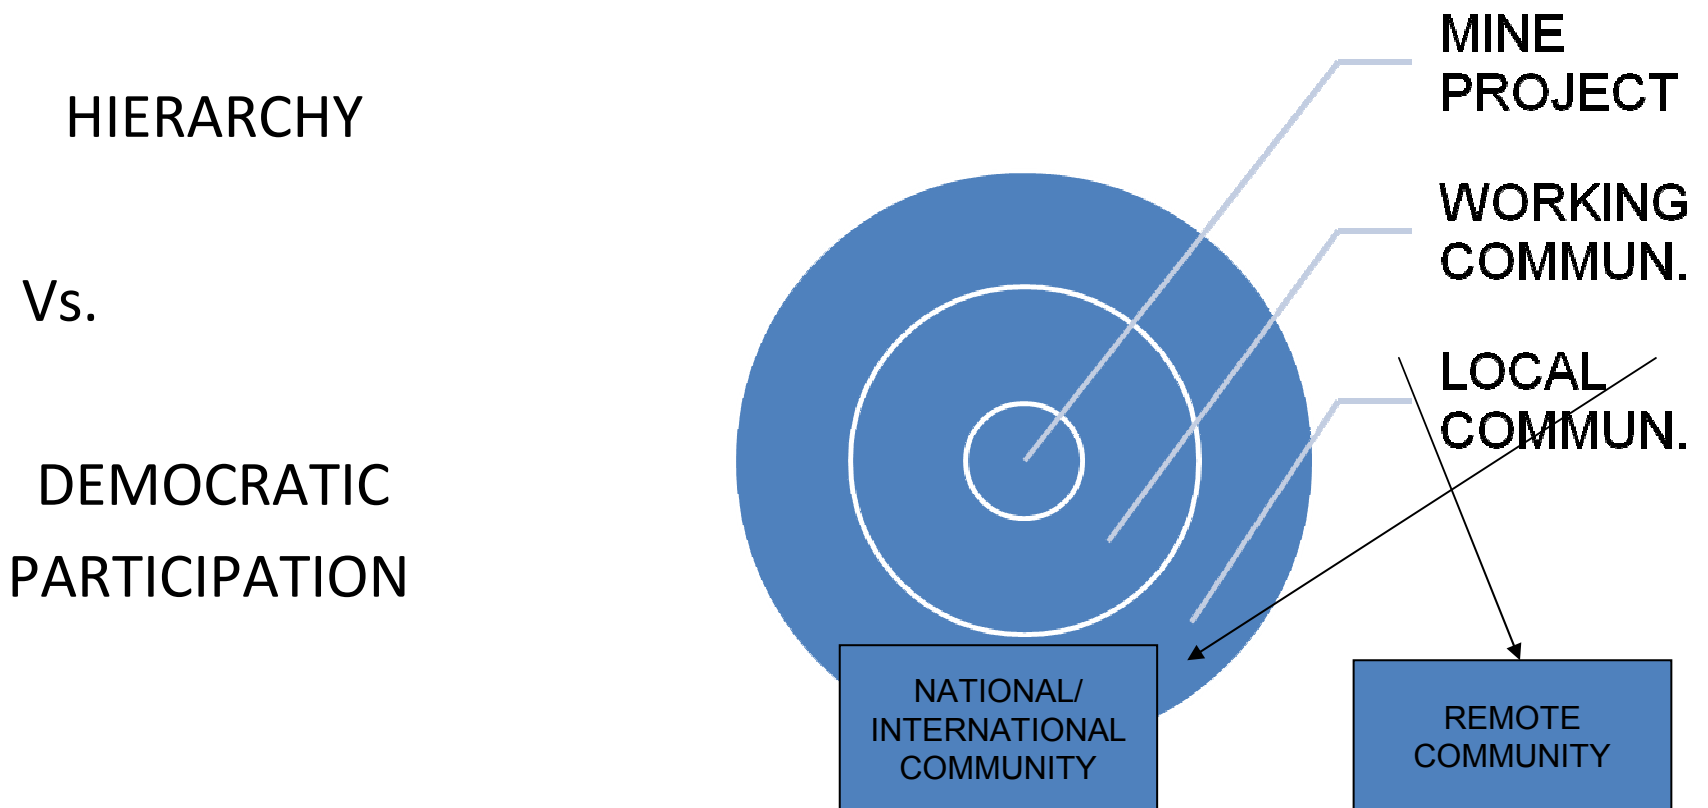 HIERARCHY
Vs.
DEMOCRATIC
PARTICIPATION
MINE
PROJECT
WORKING
COMMUN.
LOCAL
COMMUN.
NATIONAL/
INTERNATIONAL
COMMUNITY
REMOTE
COMMUNITY